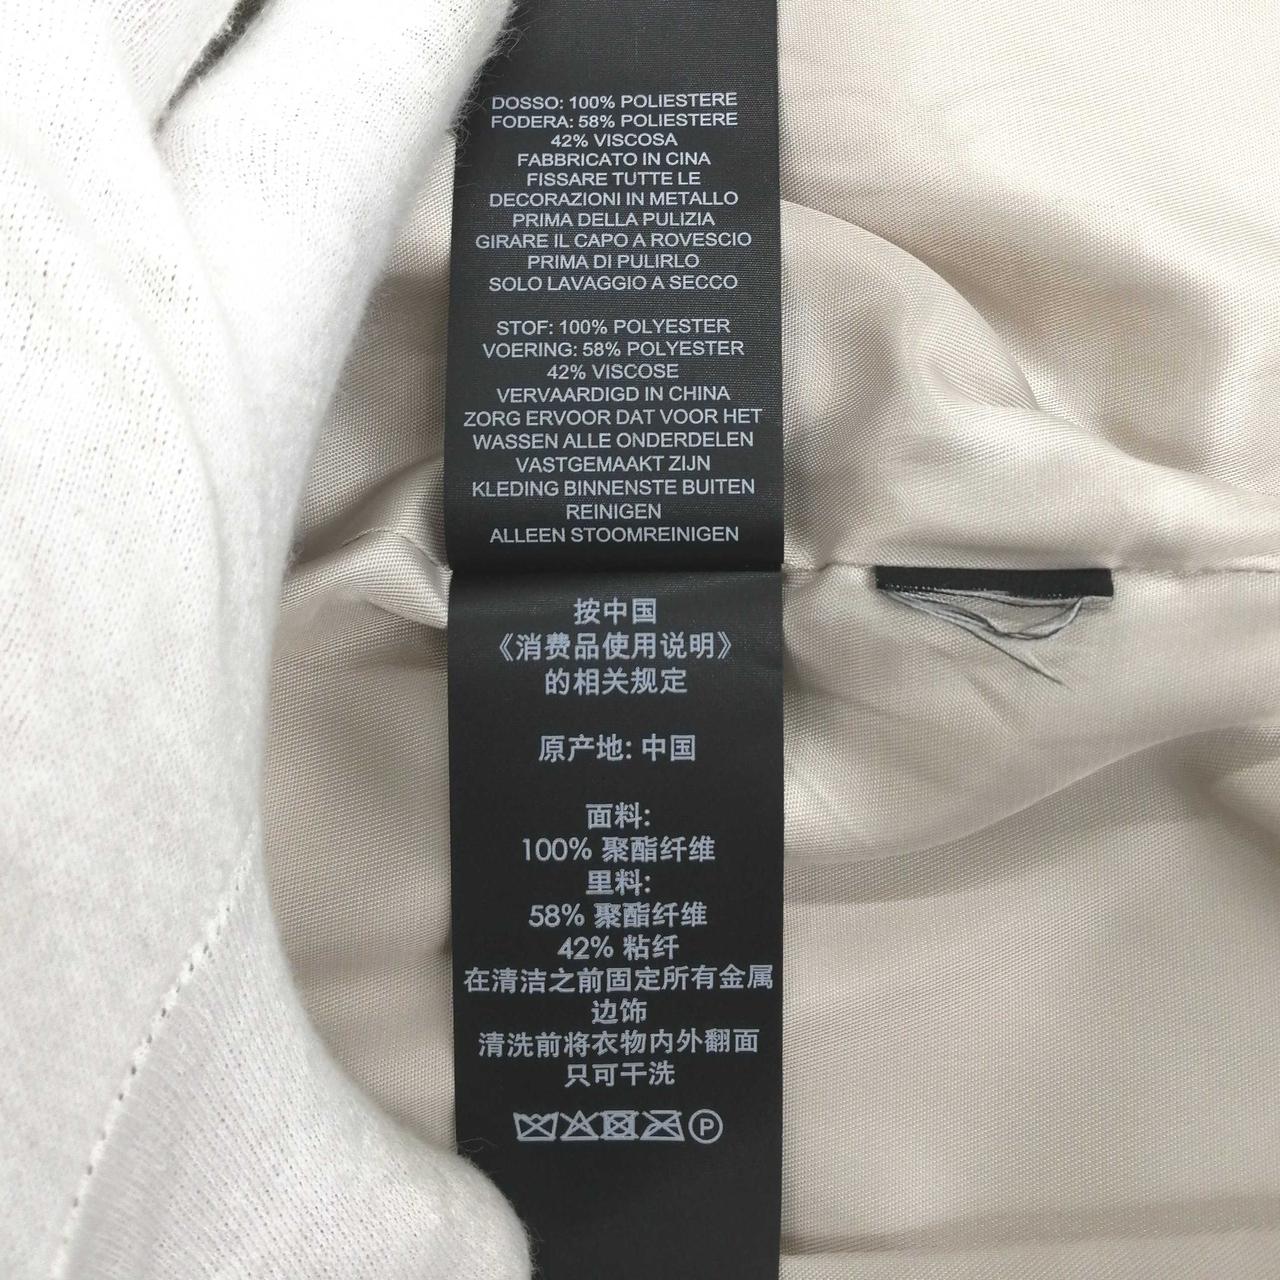 DOSSO: 100% POLIESTERE
FODERA: 58% POLIESTERE
42% VISCOSA
FABBRICATO IN CINA
FISSARE TUTTE LE
DECORAZIONI IN METALLO
PRIMA DELLA PULIZIA
GIRARE IL CAPO A ROVESCIO
PRIMA DI PULIRLO
SOLO LAVAGGIO A SECCO
STOF: 100% POLYESTER
VOERING: 58% POLYESTER
42% VISCOSE
VERVAARDIGD IN CHINA
ZORG ERVOOR DAT VOOR HET
WASSEN ALLE ONDERDELEN
VASTGEMAAKT ZIJN
KLEDING BINNENSTE BUITEN
REINIGEN
ALLEEN STOOMREINIGEN
按中国
《消费品使用说明》
的相关规定
原产地: 中国
面料:
100% 聚酯纤维
里料:
58% 聚酯纤维
42% 粘纤
在清洁之前固定所有金属
边饰
清洗前将衣物内外翻面
只可干洗
P